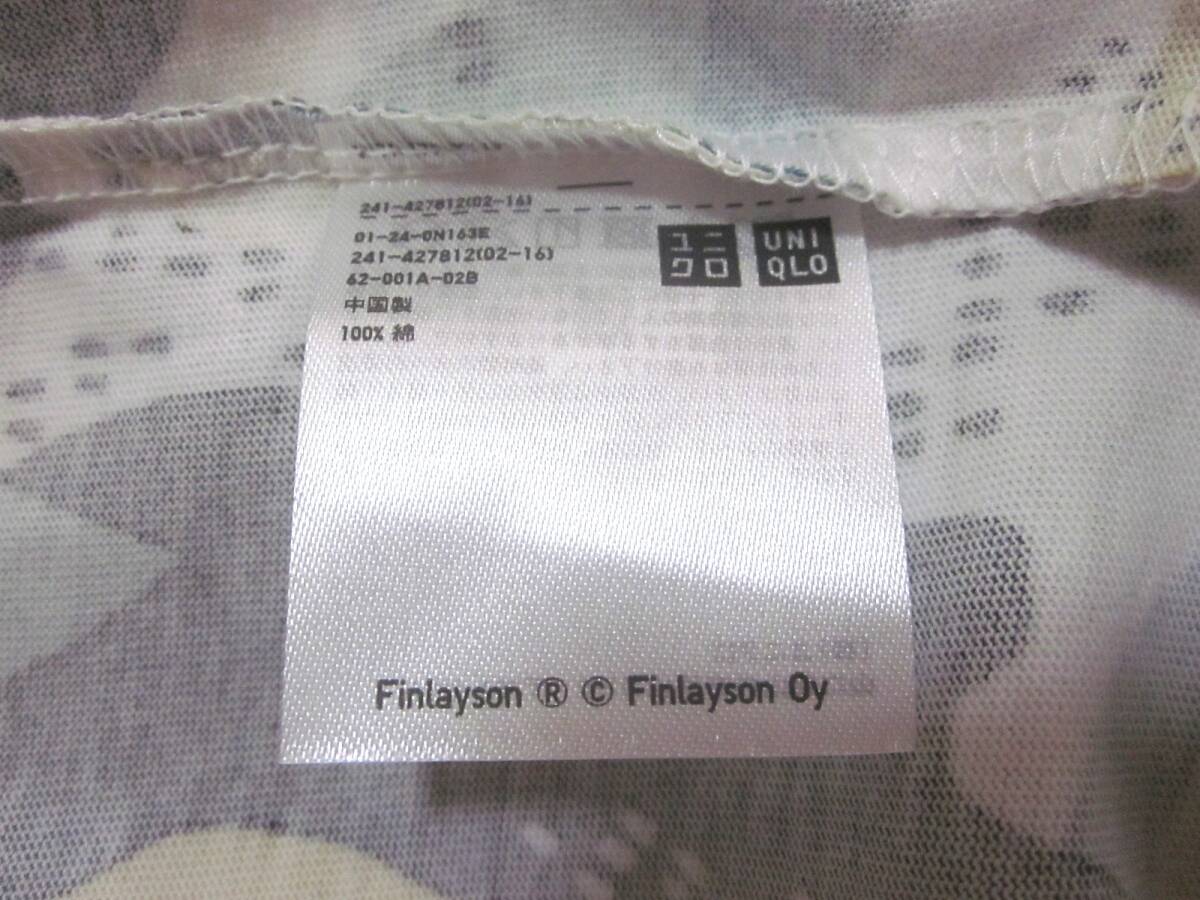 241-427812(02-16)
01-24-0N163E
241-427812(02-16)
62-001A-02B
中国製
100% 綿
ユニ
クロ
UNI
QLO
Finlayson ® © Finlayson Oy